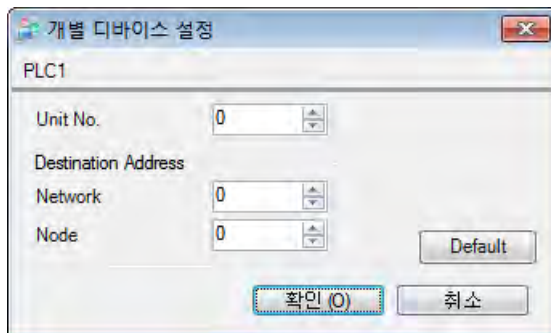 개별 디바이스 설정
PLC1
Unit No. 0
Destination Address
Network 0
Node 0
Default
확인 (O) 취소